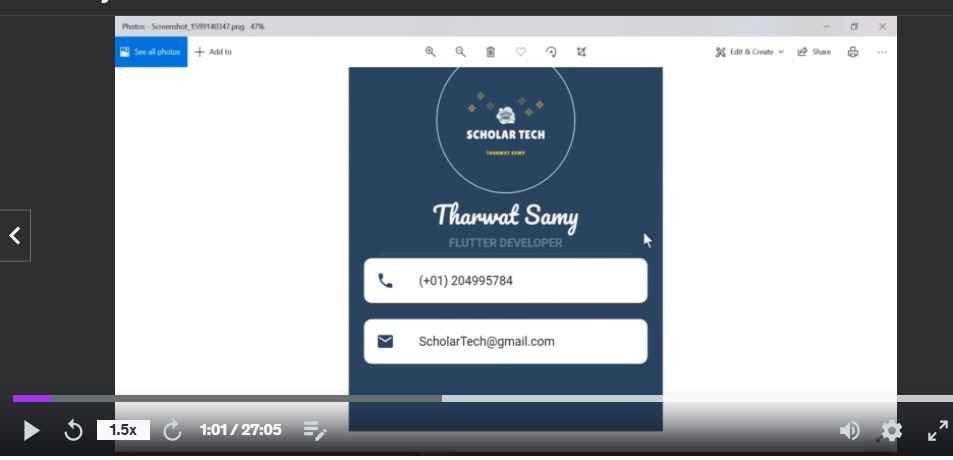 Photos - Screenshot_1599140347.png 47%
See all photos
Add to
Edit & Create
Share
SCHOLAR TECH
THARWAT SAMY
Tharwat Samy
FLUTTER DEVELOPER
(+01) 204995784
ScholarTech@gmail.com
1.5x
1:01 / 27:05